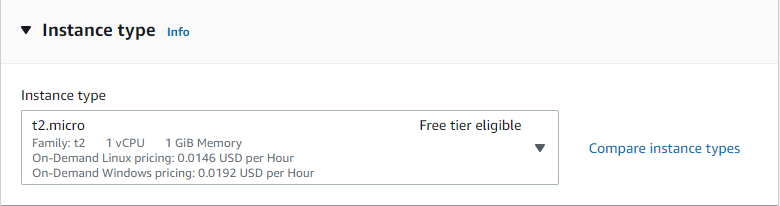 Instance type Info
Instance type
t2.micro Free tier eligible
Family: t2 1 vCPU 1 GiB Memory
On-Demand Linux pricing: 0.0146 USD per Hour
On-Demand Windows pricing: 0.0192 USD per Hour
Compare instance types